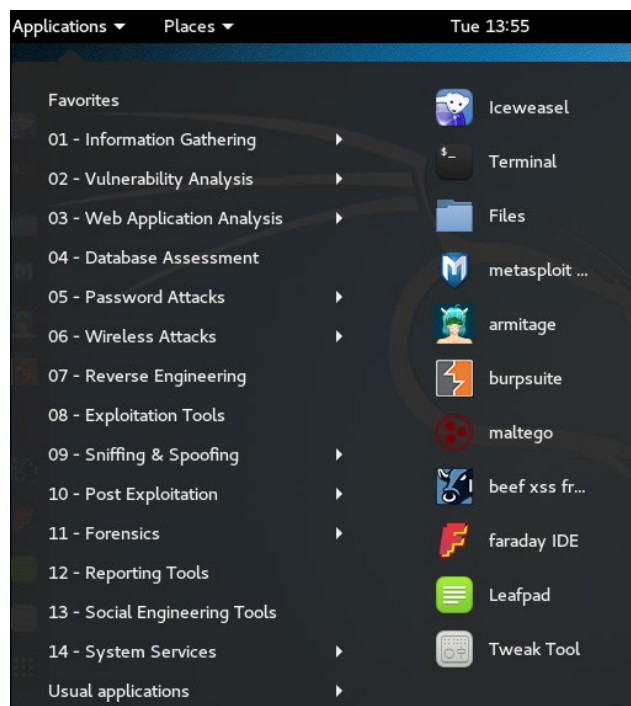 Applications Places Tue 13:55
Favorites
01 - Information Gathering
02 - Vulnerability Analysis
03 - Web Application Analysis
04 - Database Assessment
05 - Password Attacks
06 - Wireless Attacks
07 - Reverse Engineering
08 - Exploitation Tools
09 - Sniffing & Spoofing
10 - Post Exploitation
11 - Forensics
12 - Reporting Tools
13 - Social Engineering Tools
14 - System Services
Usual applications
Iceweasel
$_
Terminal
Files
metasploit ...
armitage
burpsuite
maltego
beef xss fr...
faraday IDE
Leafpad
Tweak Tool